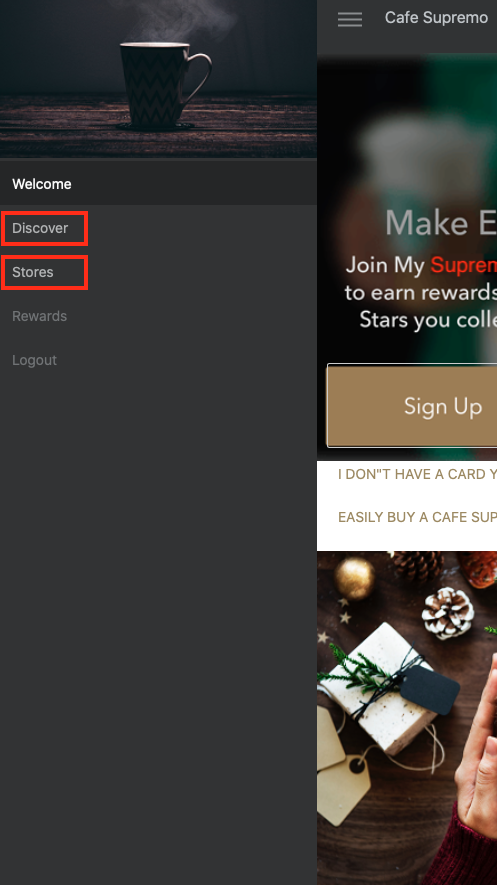 Welcome
Discover
Stores
Rewards
Logout
Cafe Supremo
Make E
Join My Suprem
to earn rewards
Stars you colle
Sign Up
I DON"T HAVE A CARD Y
EASILY BUY A CAFE SUP